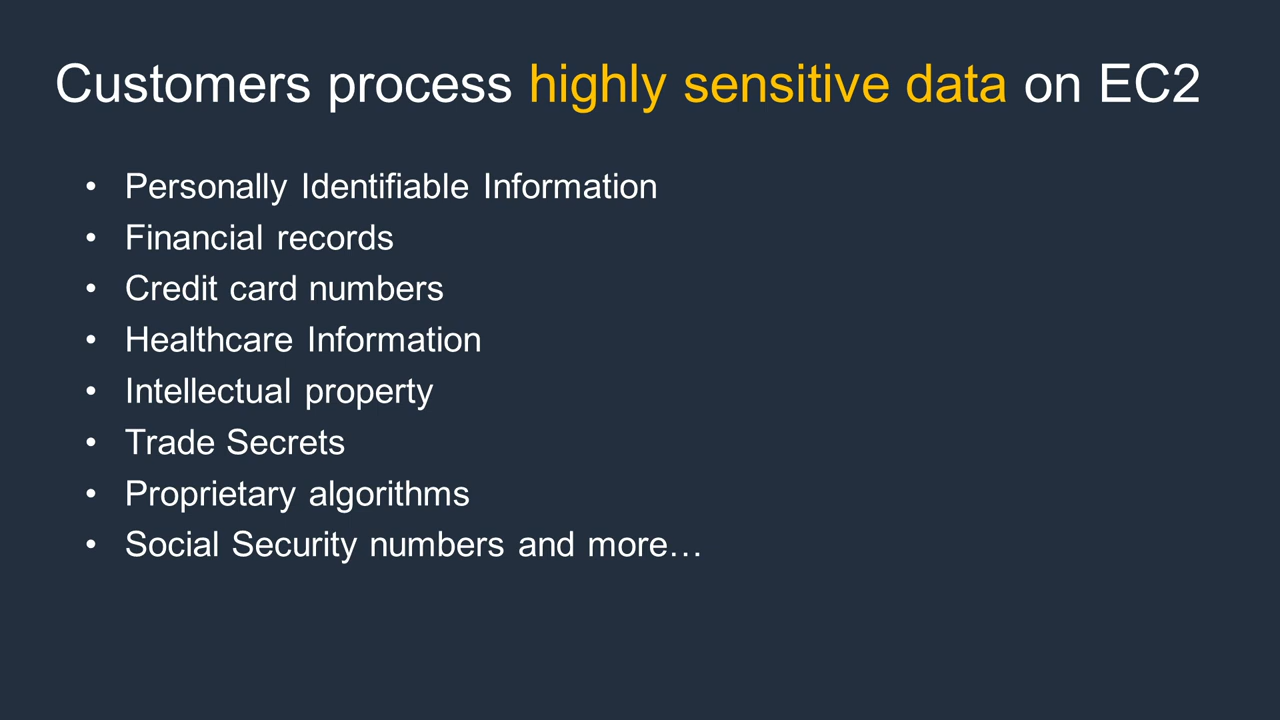 Customers process highly sensitive data on EC2
• Personally Identifiable Information
• Financial records
• Credit card numbers
• Healthcare Information
• Intellectual property
• Trade Secrets
• Proprietary algorithms
• Social Security numbers and more…